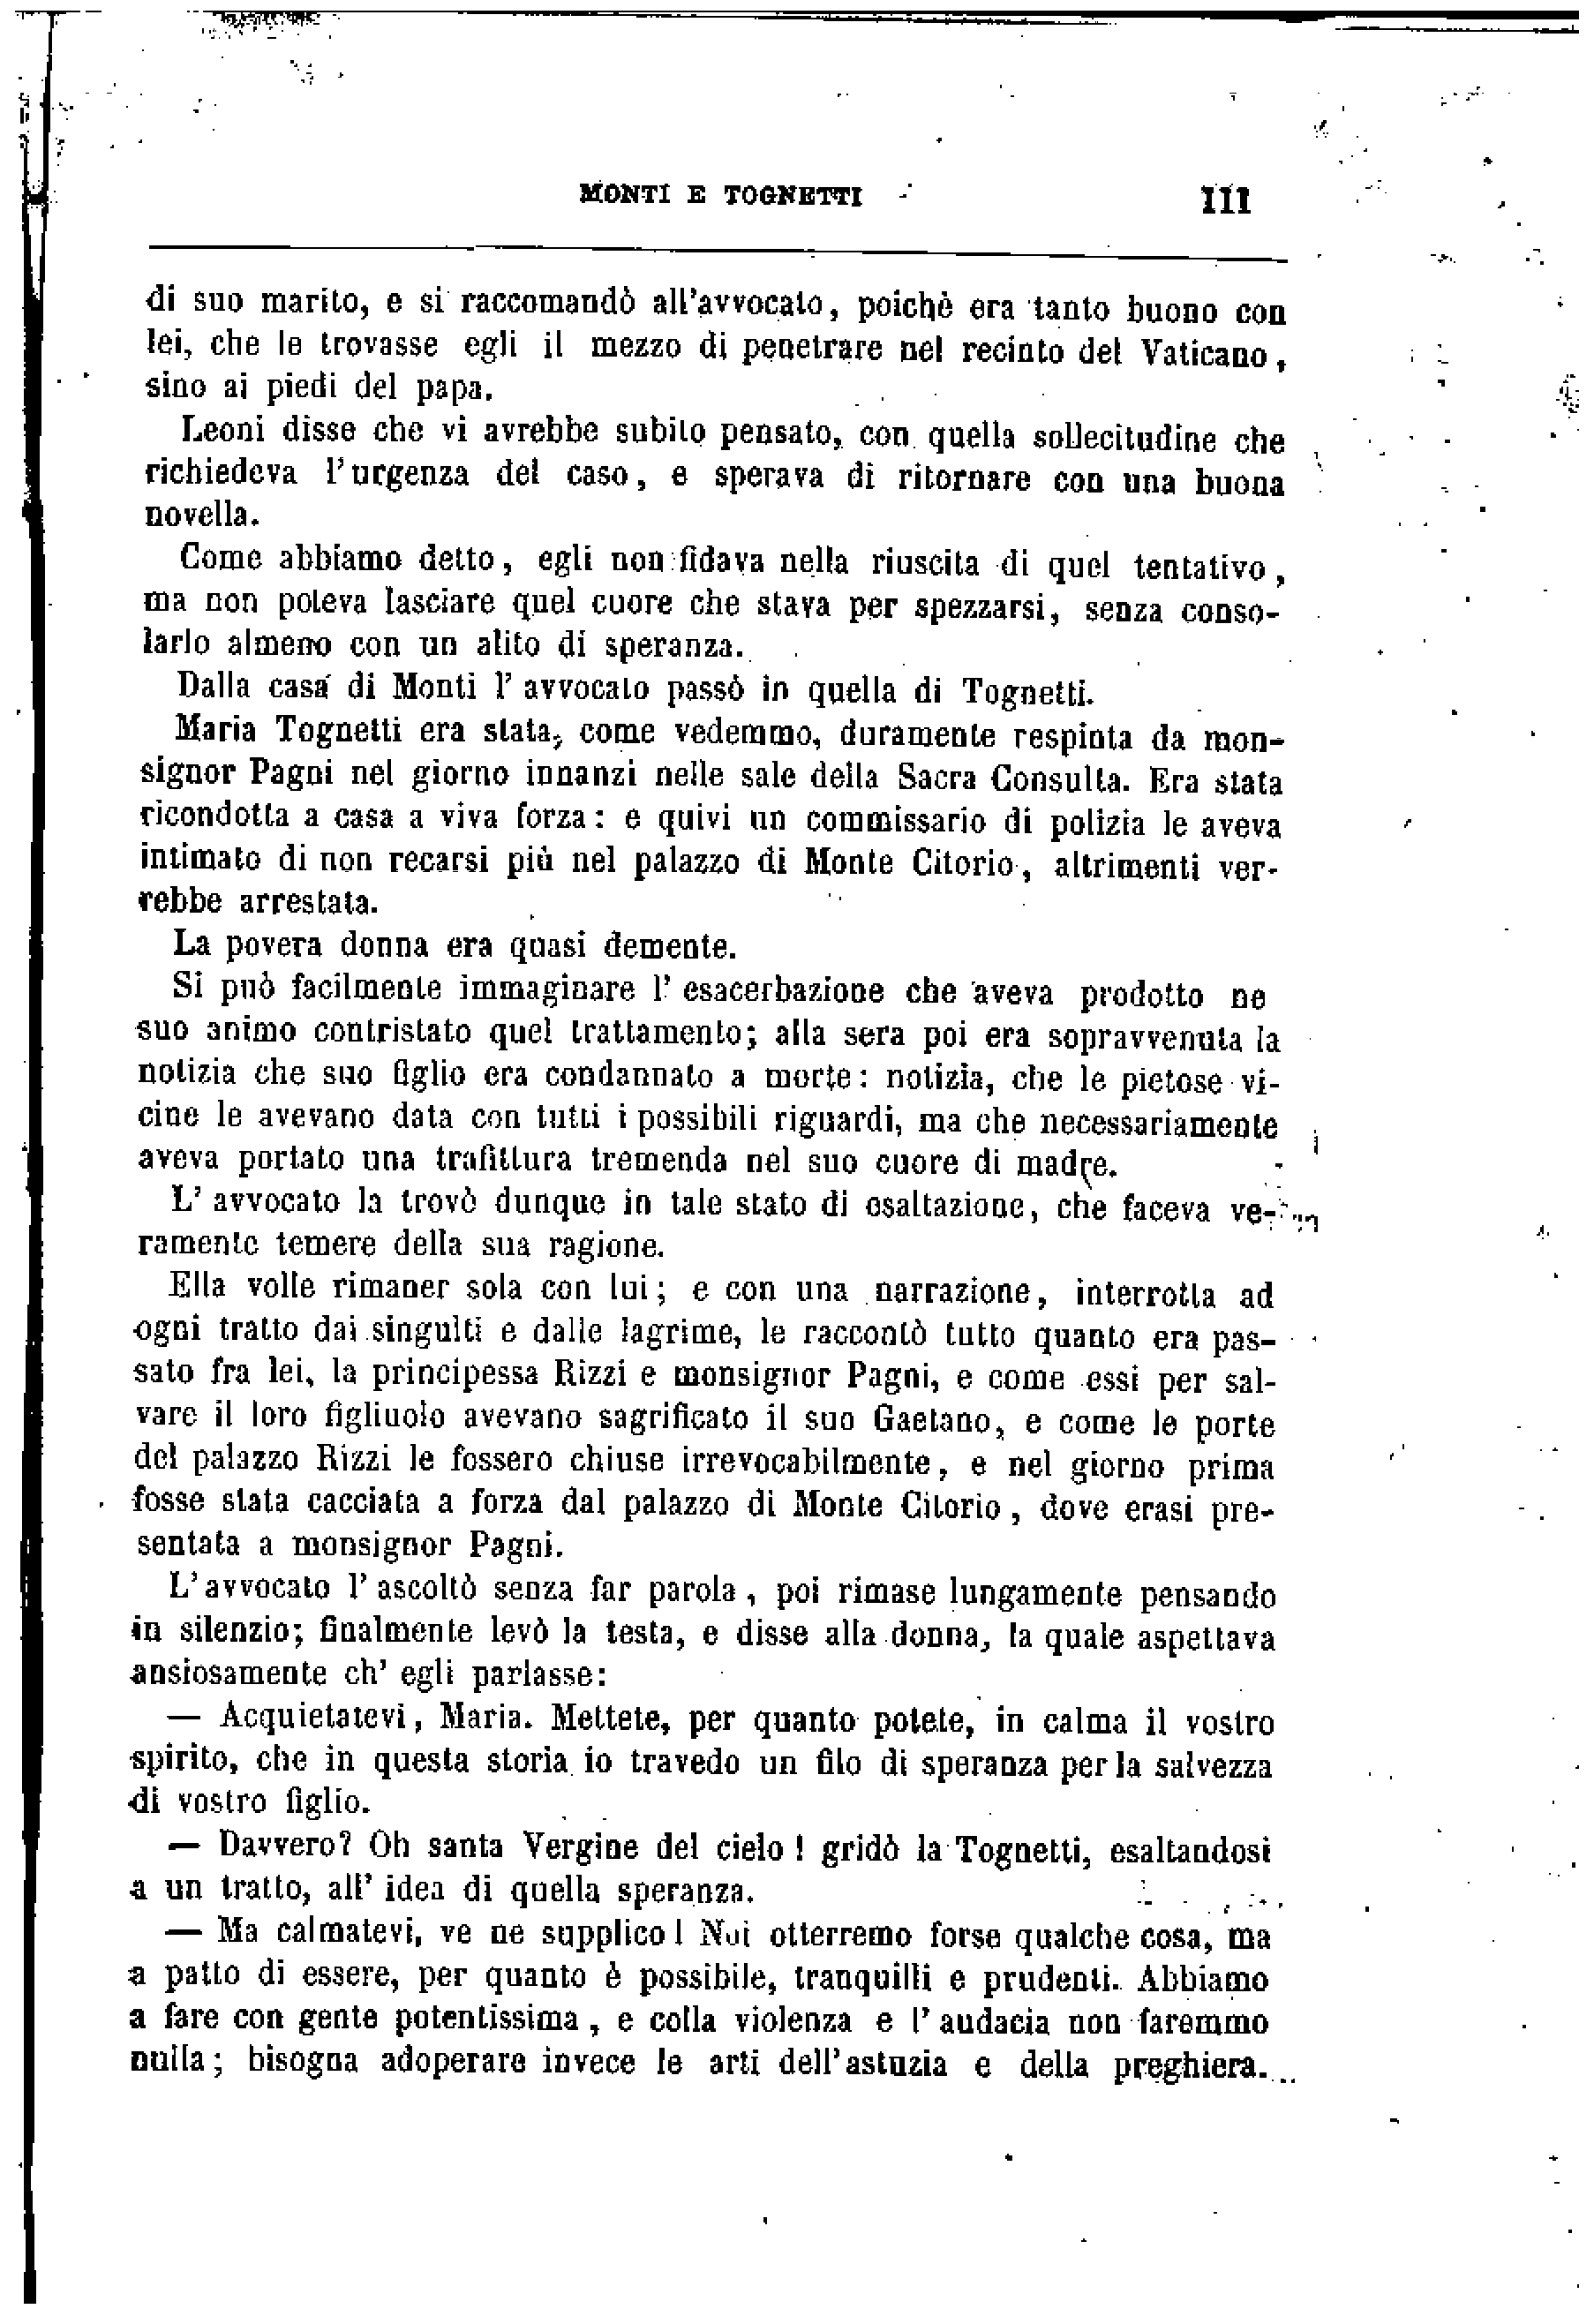 MONTI E TOGNETTI III
di suo marito, e si raccomandò all'avvocato, poichè era tanto buono con
lei, che le trovasse egli il mezzo di penetrare nel recinto del Vaticano,
sino ai piedi del papa.
Leoni disse che vi avrebbe subito pensato, con quella sollecitudine che
richiedeva l'urgenza del caso, e sperava di ritornare con una buona
novella.
Come abbiamo detto, egli non fidava nella riuscita di quel tentativo,
ma non poteva lasciare quel cuore che stava per spezzarsi, senza conso-
larlo almeno con un alito di speranza.
Dalla casa di Monti l'avvocato passò in quella di Tognetti.
Maria Tognetti era stata, come vedemmo, duramente respinta da mon-
signor Pagni nel giorno innanzi nelle sale della Sacra Consulta. Era stata
ricondotta a casa a viva forza: e quivi un commissario di polizia le aveva
intimato di non recarsi più nel palazzo di Monte Citorio, altrimenti ver-
rebbe arrestata.
La povera donna era quasi demente.
Si può facilmente immaginare l'esacerbazione che aveva prodotto ne
suo animo contristato quel trattamento; alla sera poi era sopravvenuta la
notizia che suo figlio era condannato a morte: notizia, che le pietose vi-
cine le avevano data con tutti i possibili riguardi, ma che necessariamente
aveva portato una trafittura tremenda nel suo cuore di madre.
L'avvocato la trovò dunque in tale stato di esaltazione, che faceva ve-
ramente temere della sua ragione.
Ella volle rimaner sola con lui; e con una narrazione, interrotta ad
ogni tratto dai singulti e dalle lagrime, le raccontò tutto quanto era pas-
sato fra lei, la principessa Rizzi e monsignor Pagni, e come essi per sal-
vare il loro figliuolo avevano sagrificato il suo Gaetano, e come le porte
del palazzo Rizzi le fossero chiuse irrevocabilmente, e nel giorno prima
fosse stata cacciata a forza dal palazzo di Monte Citorio, dove erasi pre-
sentata a monsignor Pagni.
L'avvocato l'ascoltò senza far parola, poi rimase lungamente pensando
in silenzio; finalmente levò la testa, e disse alla donna, la quale aspettava
ansiosamente ch'egli parlasse:
— Acquietatevi, Maria. Mettete, per quanto potete, in calma il vostro
spirito, che in questa storia io travedo un filo di speranza per la salvezza
di vostro figlio.
— Davvero? Oh santa Vergine del cielo! gridò la Tognetti, esaltandosi
a un tratto, all'idea di quella speranza.
— Ma calmatevi, ve ne supplico! Noi otterremo forse qualche cosa, ma
a patto di essere, per quanto è possibile, tranquilli e prudenti. Abbiamo
a fare con gente potentissima, e colla violenza e l'audacia non faremmo
nulla; bisogna adoperare invece le arti dell'astuzia e della preghiera.